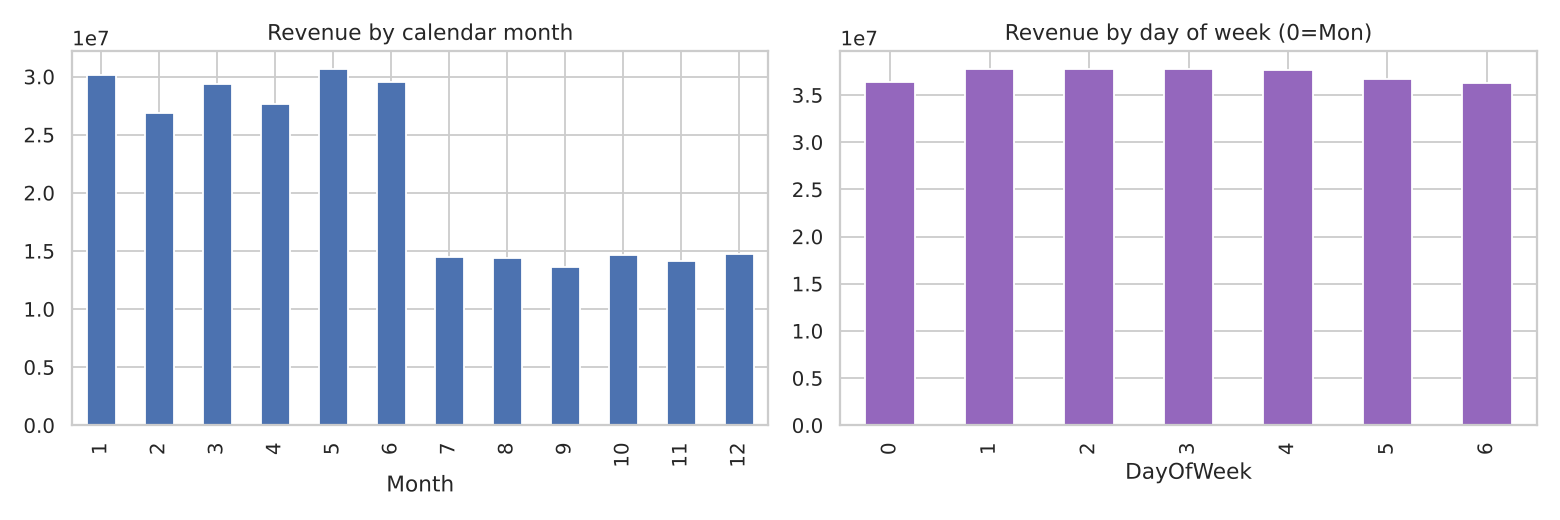 Revenue by calendar month
1e7
3.0
2.5
2.0
1.5
1.0
0.5
0.0
1 2 3 4 5 6 7 8 9 10 11 12
Month
Revenue by day of week (0=Mon)
1e7
3.5
3.0
2.5
2.0
1.5
1.0
0.5
0.0
0 1 2 3 4 5 6
DayOfWeek